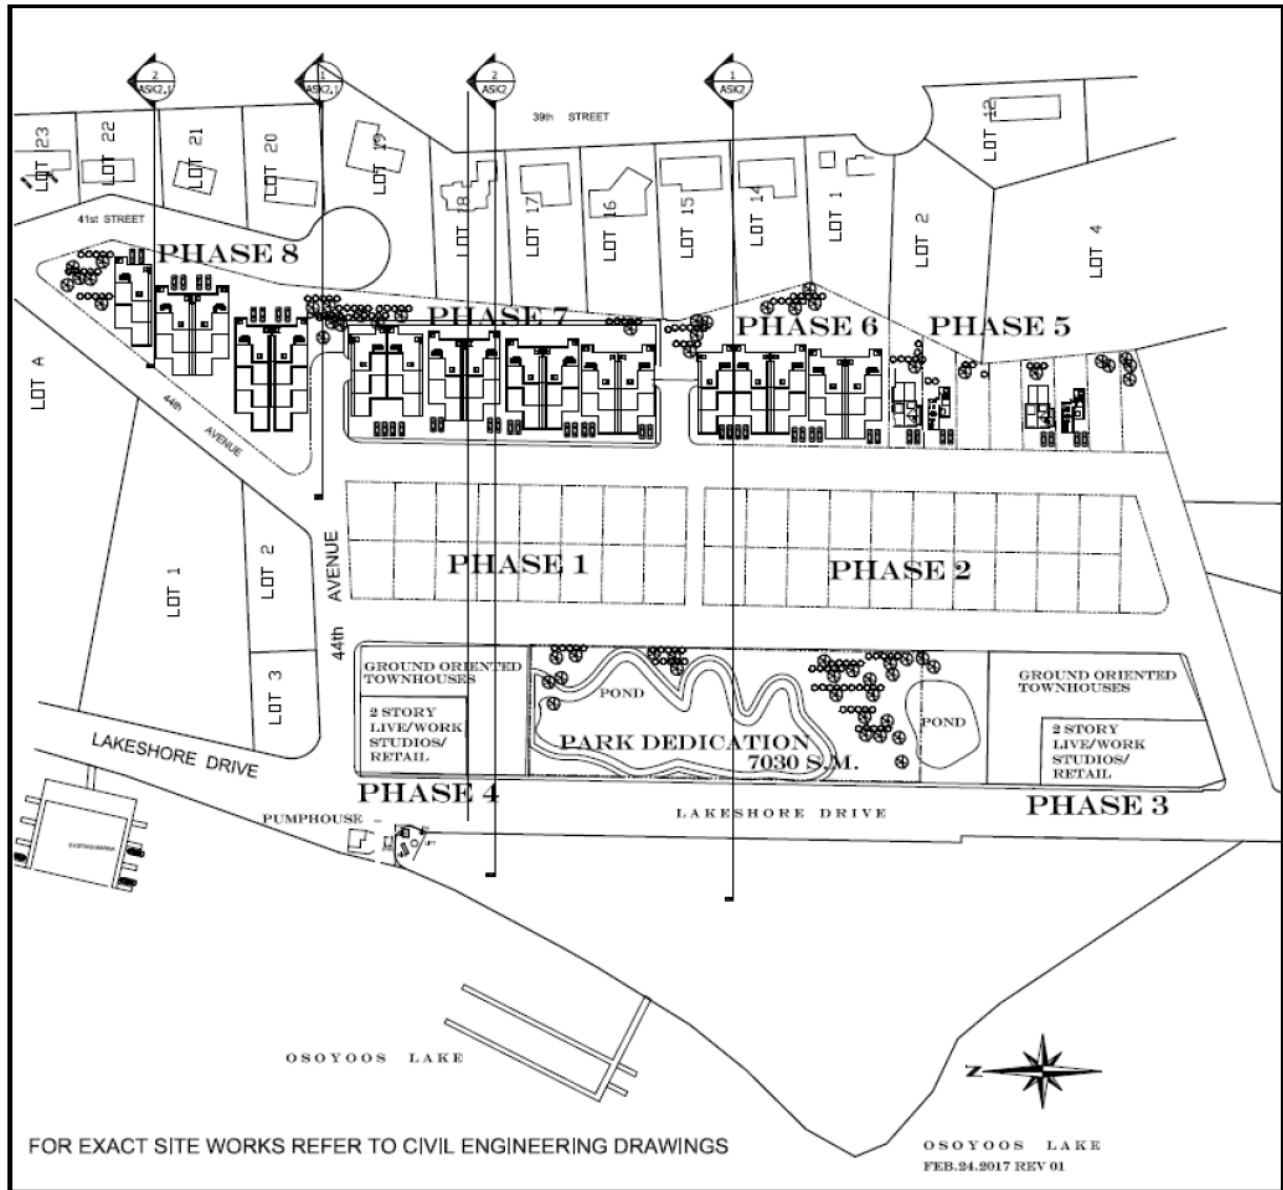 2
ASK2.1
1
ASK2.1
2
ASK2
1
ASK2
39th STREET
LOT 23
LOT 22
LOT 21
LOT 20
LOT 19
LOT 18
LOT 17
LOT 16
LOT 15
LOT 14
LOT 1
LOT 2
LOT 12
LOT 4
41st STREET
PHASE 8
PHASE 7
PHASE 6
PHASE 5
LOT A
44th
AVENUE
LOT 1
LOT 2
LOT 3
44th AVENUE
PHASE 1
PHASE 2
GROUND ORIENTED
TOWNHOUSES
2 STORY
LIVE/WORK
STUDIOS/
RETAIL
POND
PARK DEDICATION
7030 S.M.
POND
GROUND ORIENTED
TOWNHOUSES
2 STORY
LIVE/WORK
STUDIOS/
RETAIL
LAKESHORE DRIVE
PHASE 4
PHASE 3
LAKESHORE DRIVE
PUMPHOUSE
EXISTING MARINA
OSOYOOS LAKE
N
FOR EXACT SITE WORKS REFER TO CIVIL ENGINEERING DRAWINGS
OSOYOOS LAKE
FEB.24.2017 REV 01